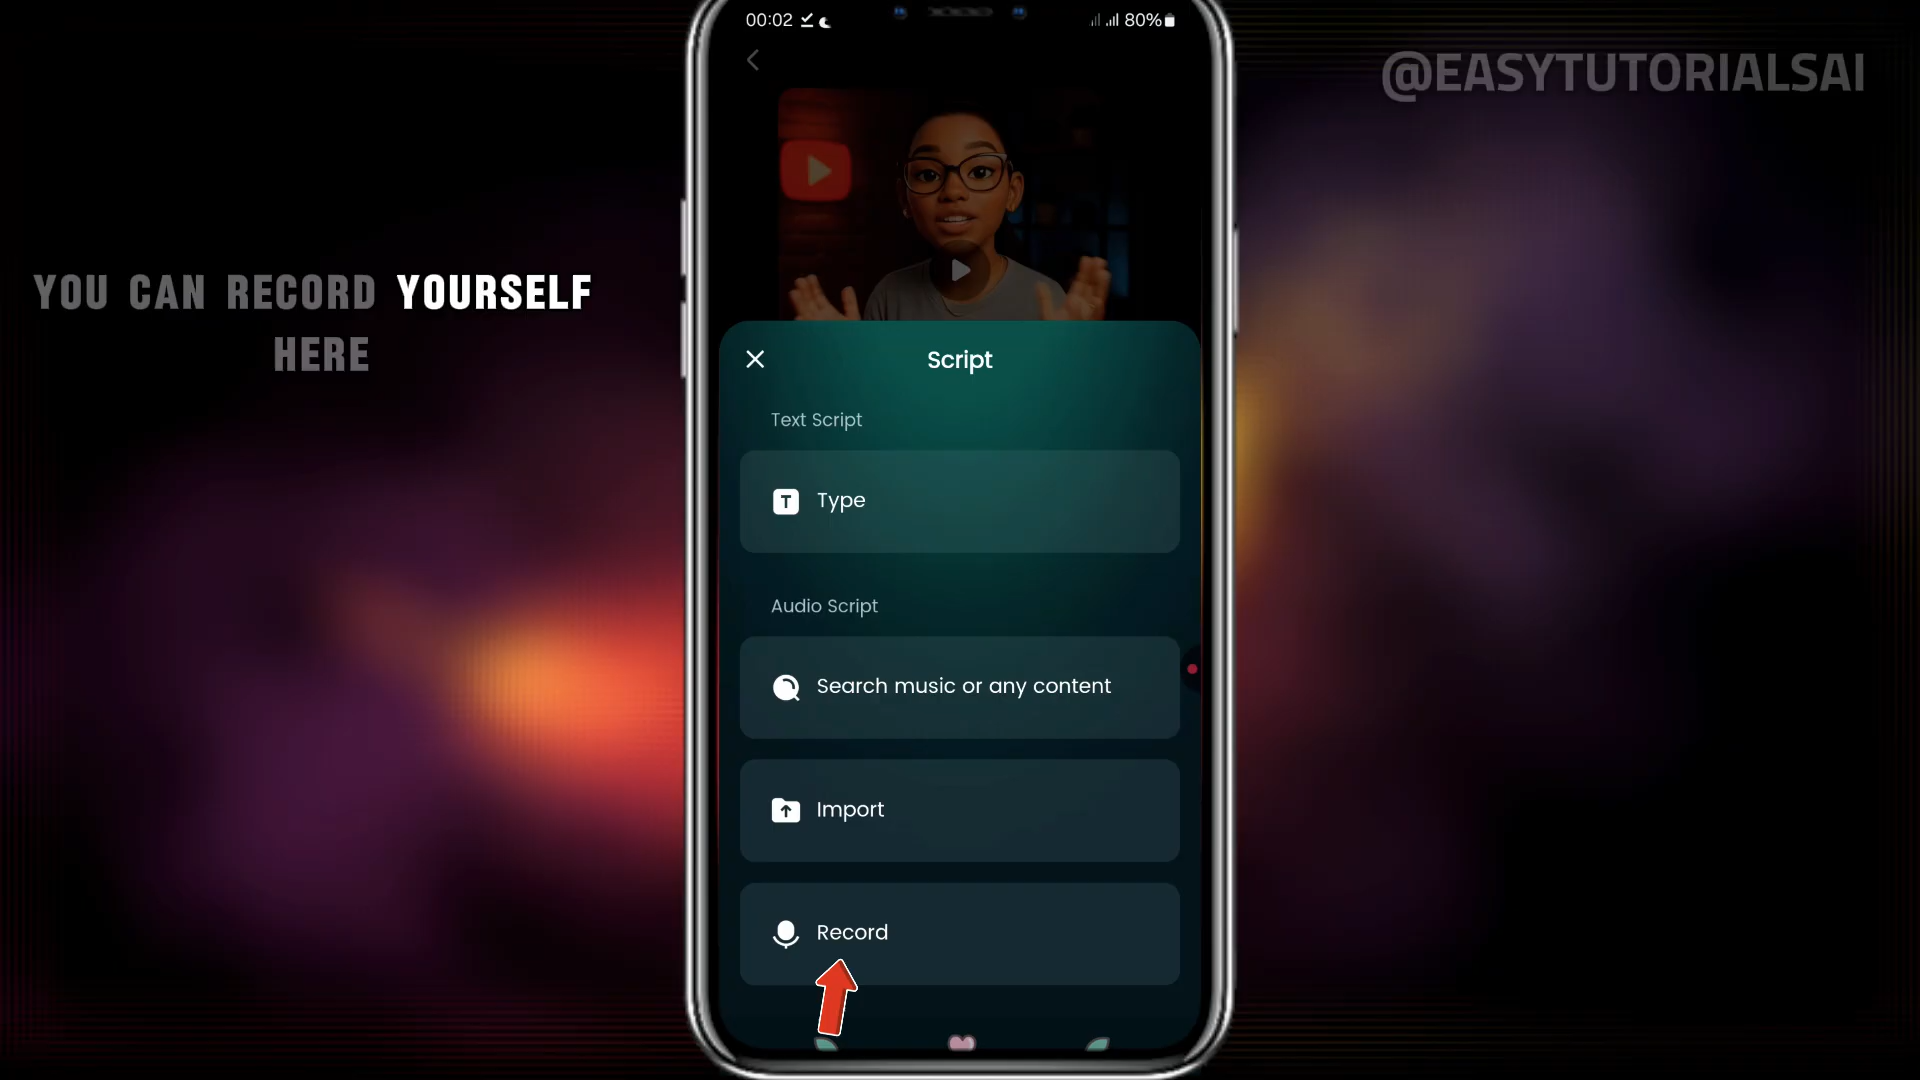 00:02
80%
@EASYTUTORIALSAI
YOU CAN RECORD YOURSELF
HERE
Script
Text Script
T Type
Audio Script
Search music or any content
Import
Record